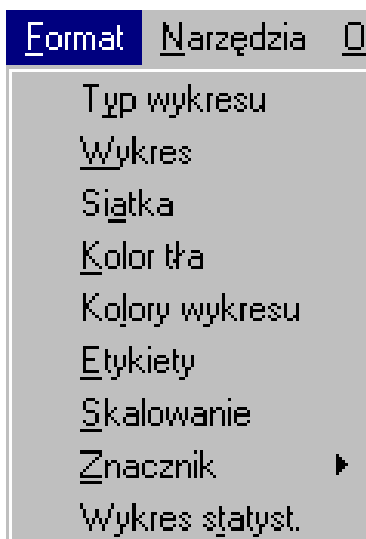 Format Narzędzia O
Typ wykresu
Wykres
Siatka
Kolor tła
Kolory wykresu
Etykiety
Skalowanie
Znacznik
Wykres statyst.